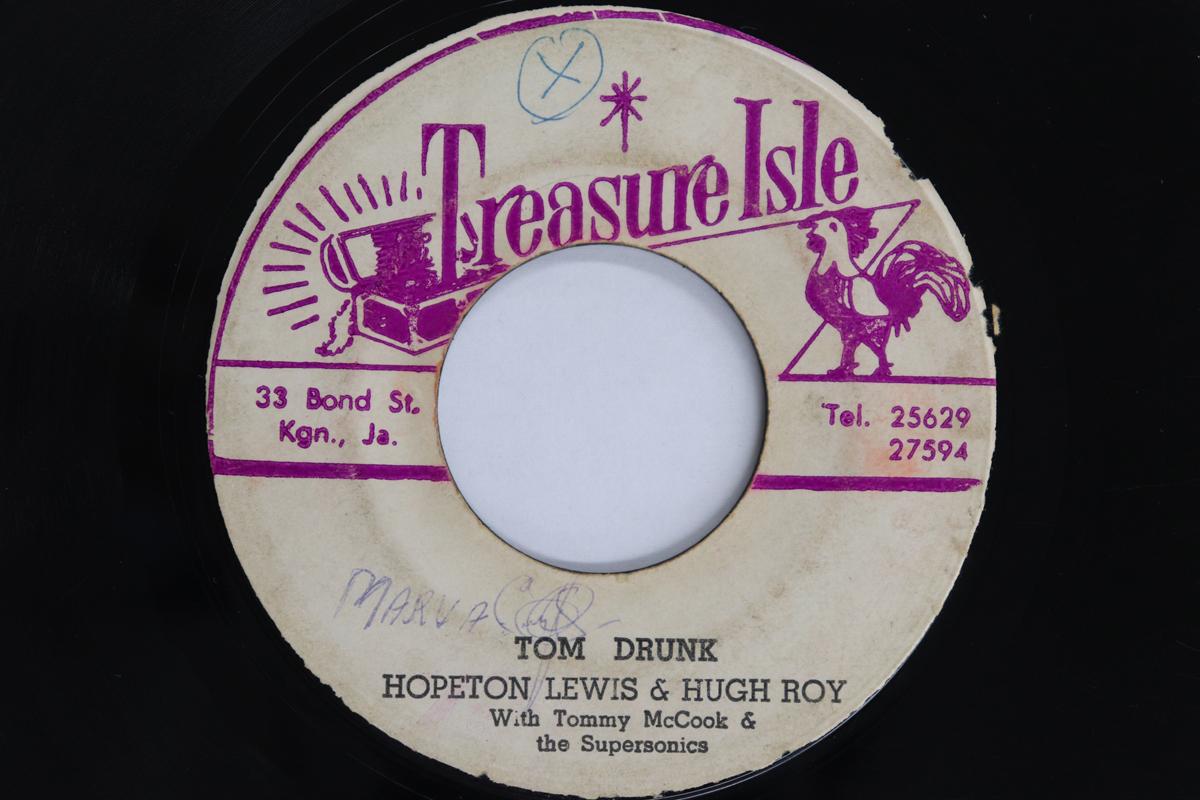 X
Treasure Isle
33 Bond St.
Kgn., Ja.
Tel. 25629
27594
MARVA
TOM DRUNK
HOPETON LEWIS & HUGH ROY
With Tommy McCook &
the Supersonics